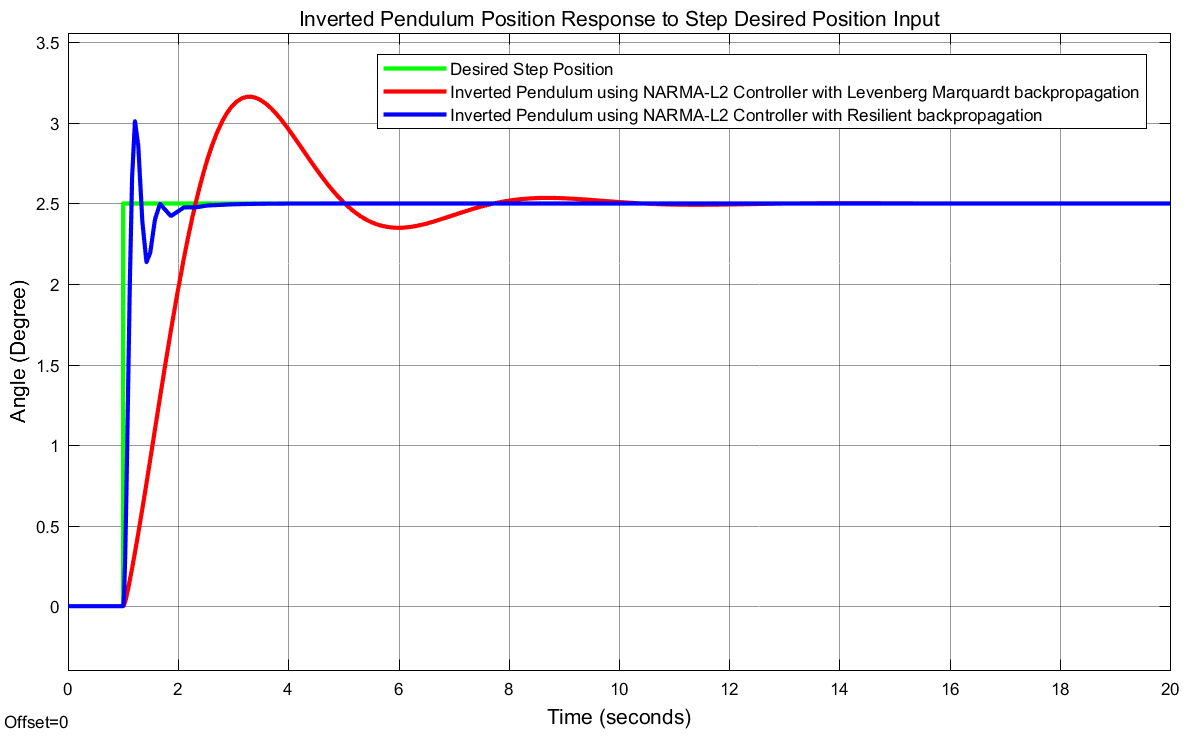 Inverted Pendulum Position Response to Step Desired Position Input
Desired Step Position
Inverted Pendulum using NARMA-L2 Controller with Levenberg Marquardt backpropagation
Inverted Pendulum using NARMA-L2 Controller with Resilient backpropagation
Angle (Degree)
3.5
3
2.5
2
1.5
1
0.5
0
0 2 4 6 8 10 12 14 16 18 20
Time (seconds)
Offset=0